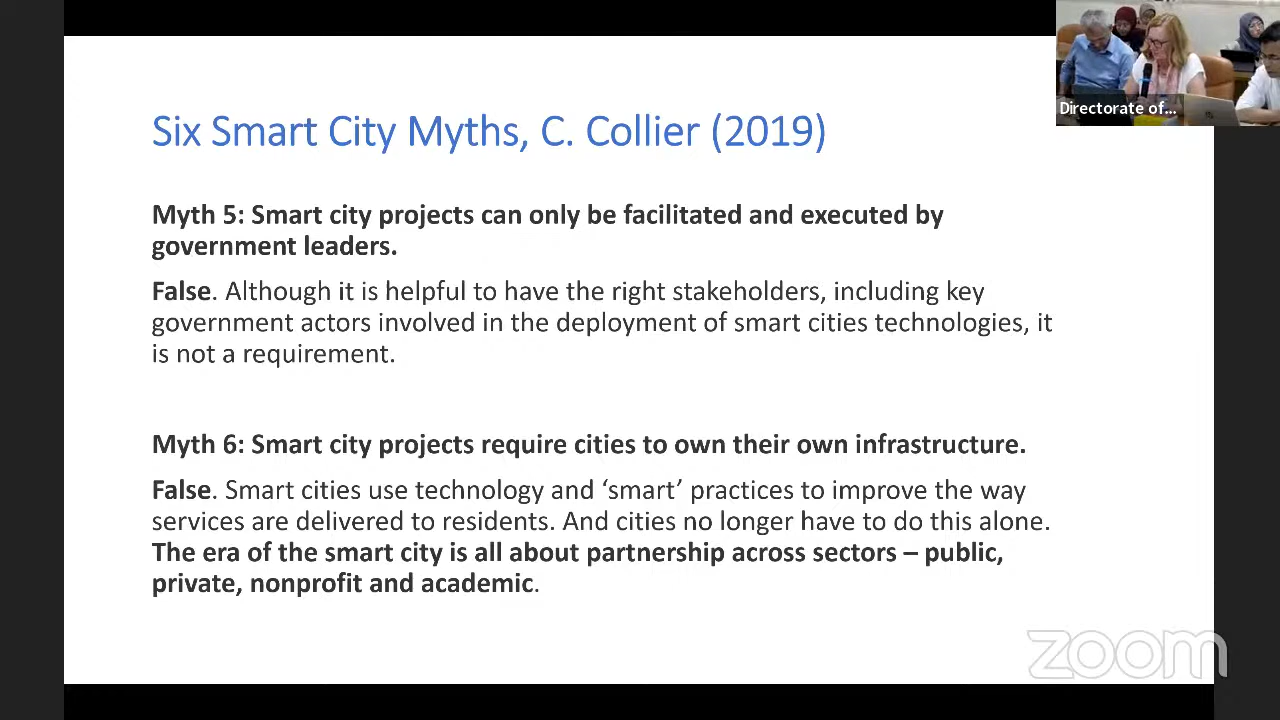 Directorate of...
Six Smart City Myths, C. Collier (2019)
Myth 5: Smart city projects can only be facilitated and executed by
government leaders.
False. Although it is helpful to have the right stakeholders, including key
government actors involved in the deployment of smart cities technologies, it
is not a requirement.
Myth 6: Smart city projects require cities to own their own infrastructure.
False. Smart cities use technology and ‘smart’ practices to improve the way
services are delivered to residents. And cities no longer have to do this alone.
The era of the smart city is all about partnership across sectors – public,
private, nonprofit and academic.
zoom